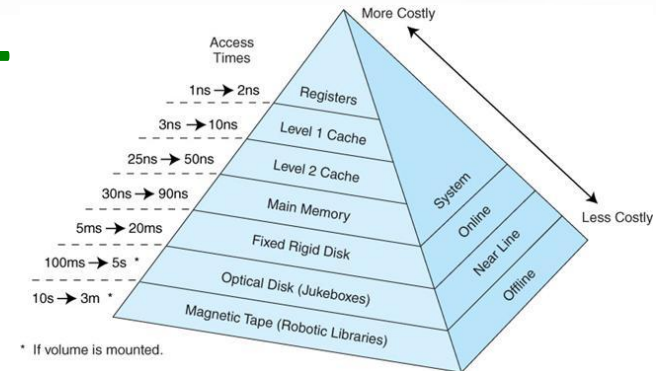 More Costly
Access
Times
1ns → 2ns
Registers
3ns → 10ns
Level 1 Cache
25ns → 50ns
Level 2 Cache
System
30ns → 90ns
Main Memory
Online
Less Costly
5ms → 20ms
Fixed Rigid Disk
Near Line
100ms → 5s *
Optical Disk (Jukeboxes)
Offline
10s → 3m *
Magnetic Tape (Robotic Libraries)
* If volume is mounted.